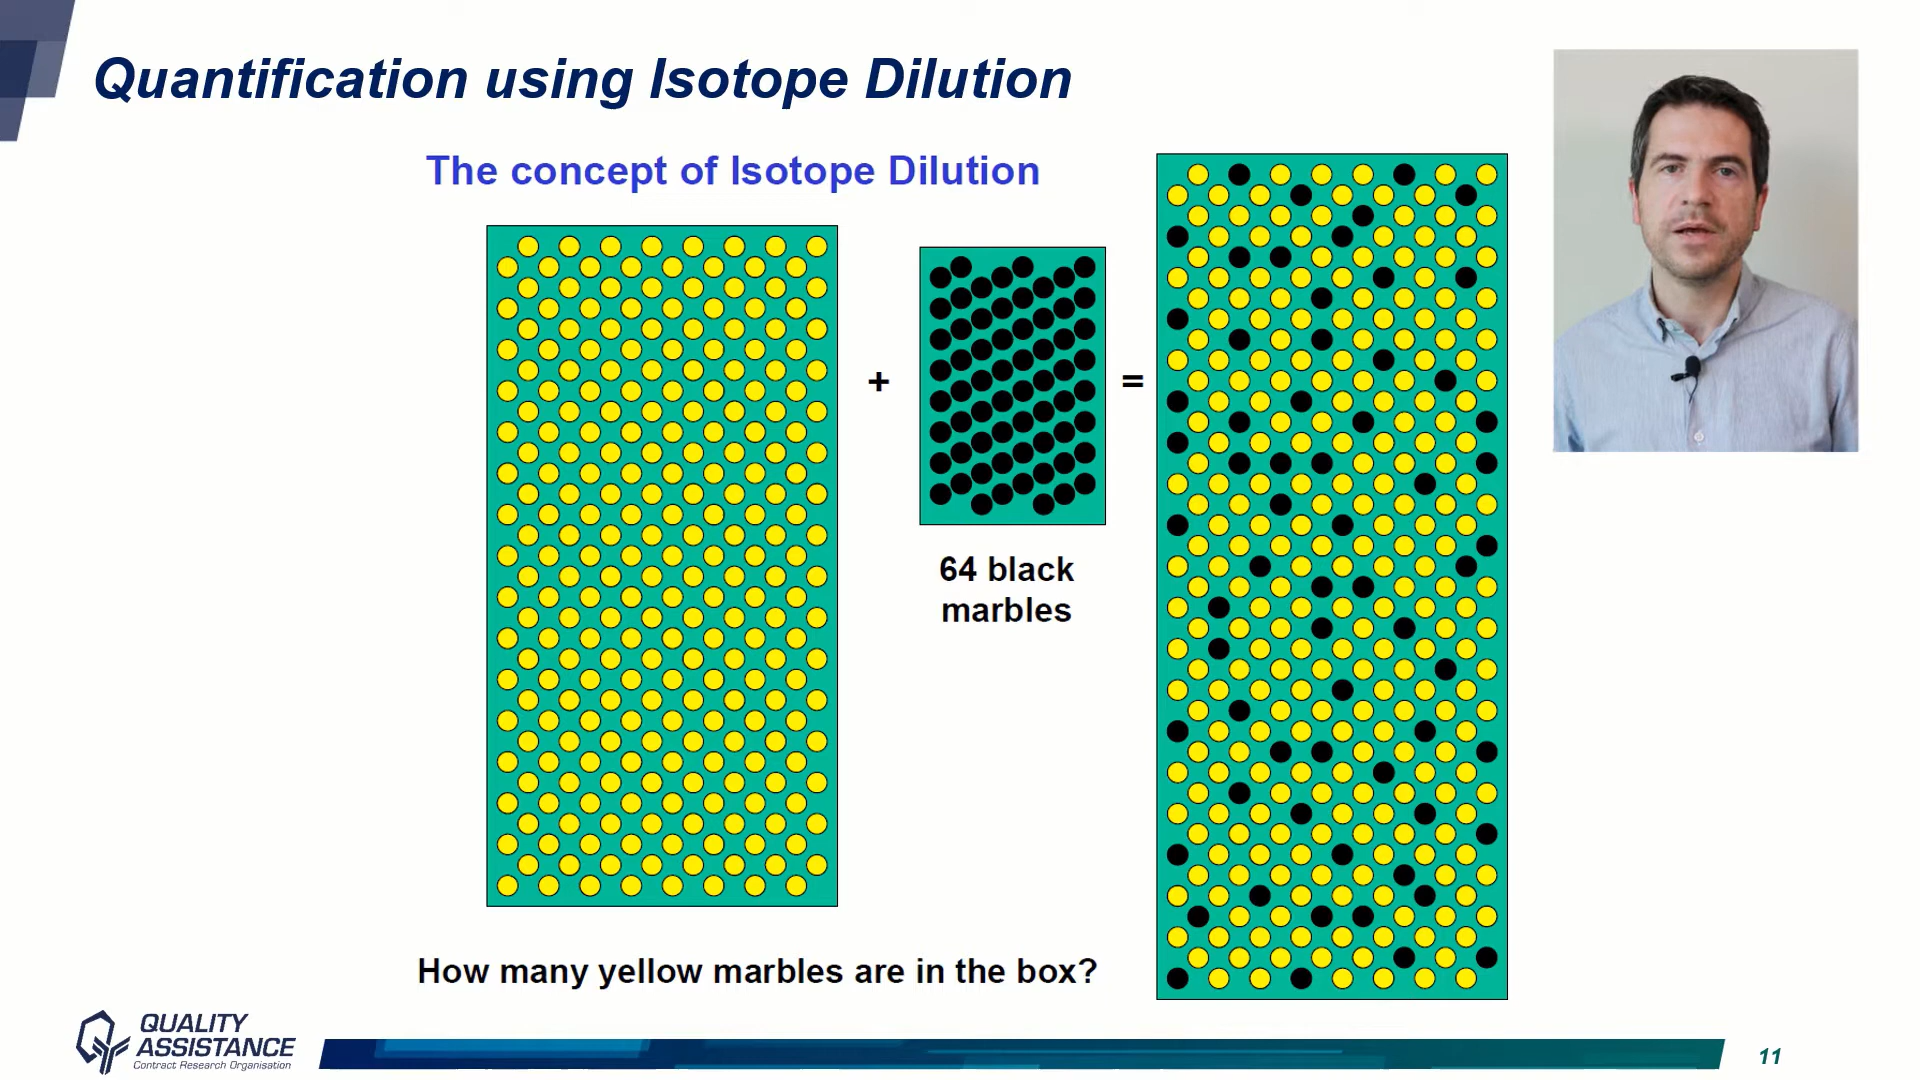 Quantification using Isotope Dilution
The concept of Isotope Dilution
+
=
64 black
marbles
How many yellow marbles are in the box?
QUALITY
ASSISTANCE
Contract Research Organisation
11